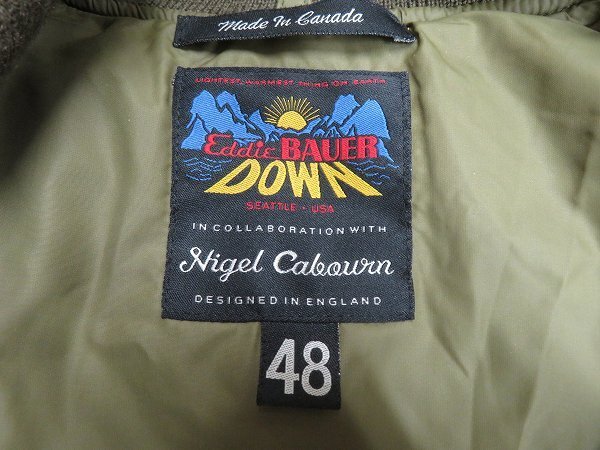 Made In Canada
LIGHTEST, WARMEST THING ON EARTH
Eddie BAUER
DOWN
SEATTLE • USA
IN COLLABORATION WITH
Nigel Cabourn
DESIGNED IN ENGLAND
48